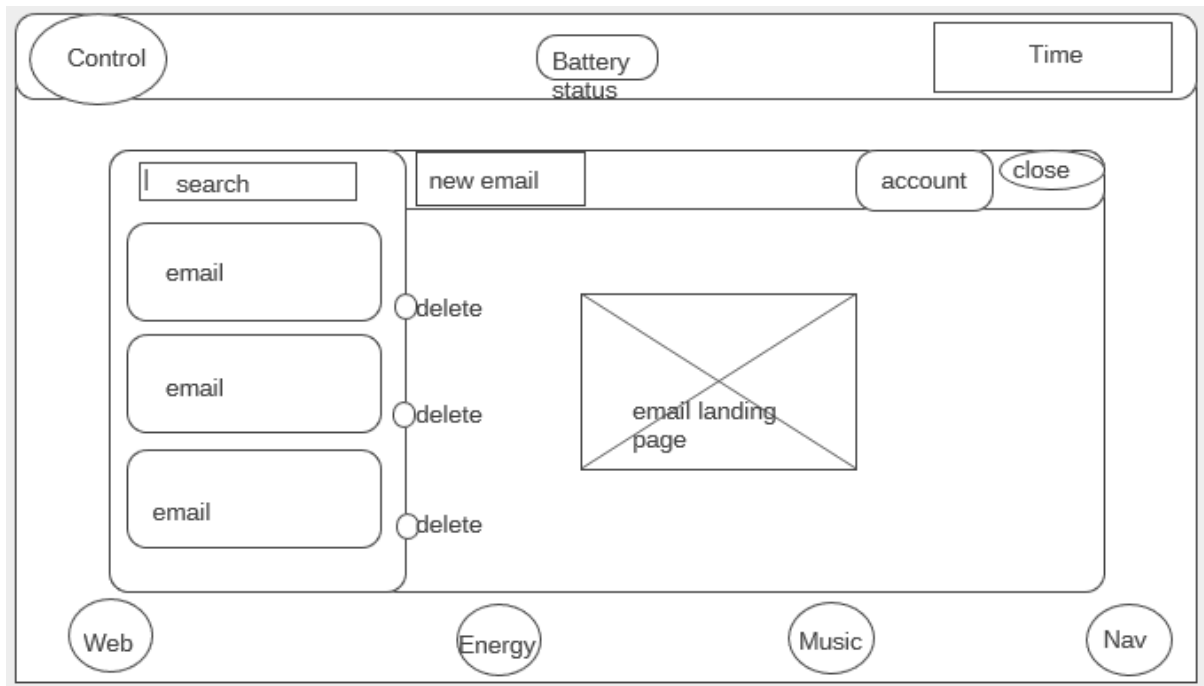 Control
Battery
status
Time
search
new email
account
close
email
delete
email
delete
email
delete
email landing
page
Web
Energy
Music
Nav